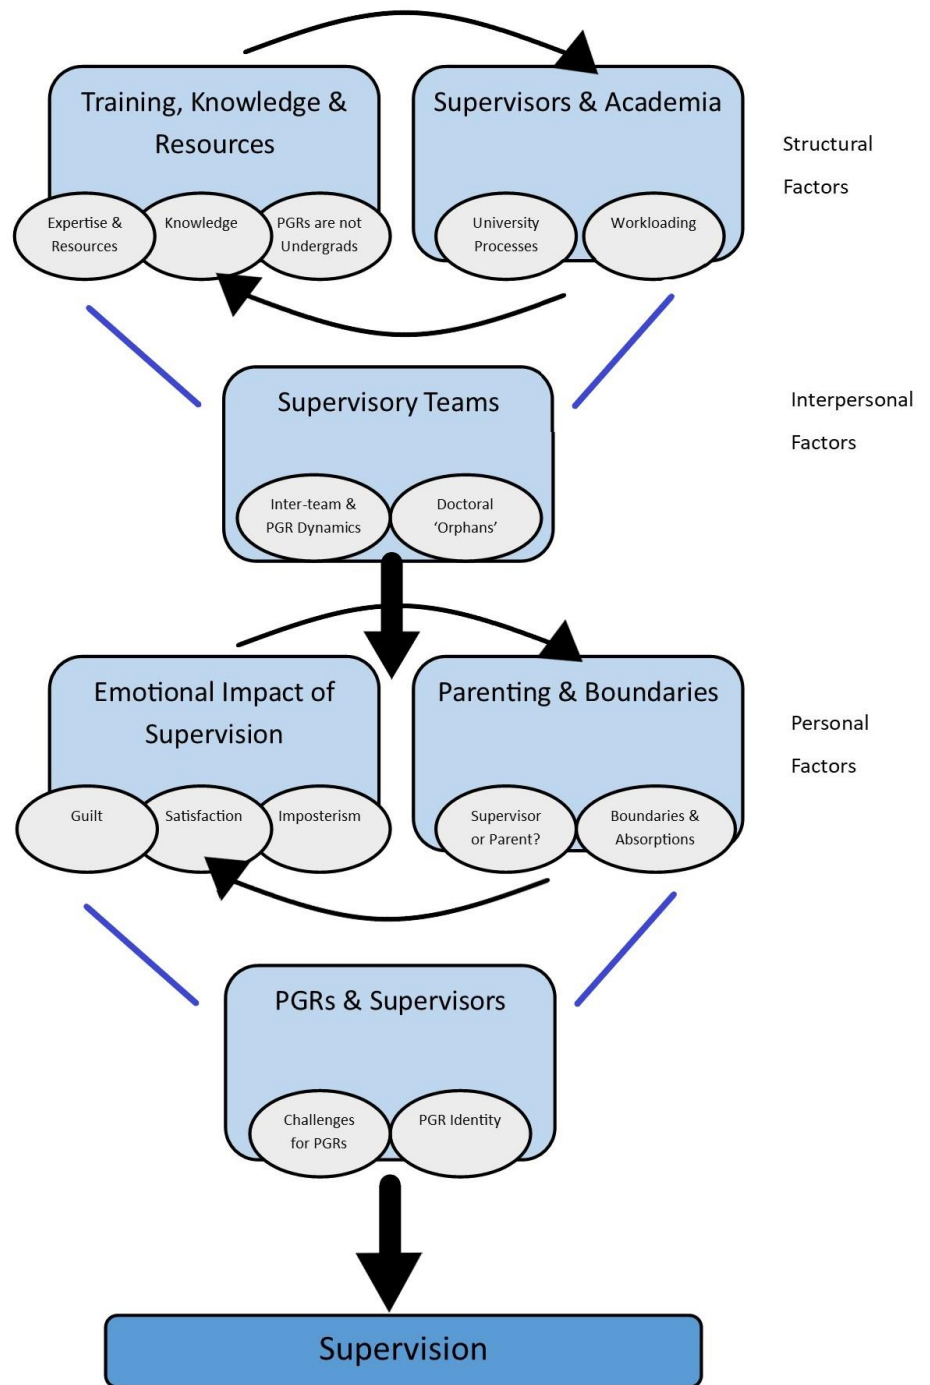 Training, Knowledge &
Resources
Supervisors & Academia
Structural
Factors
Expertise &
Resources
Knowledge
PGRs are not
Undergrads
University
Processes
Workloading
Supervisory Teams
Interpersonal
Factors
Inter-team &
PGR Dynamics
Doctoral
‘Orphans’
Emotional Impact of
Supervision
Parenting & Boundaries
Personal
Factors
Guilt
Satisfaction
Imposterism
Supervisor
or Parent?
Boundaries &
Absorptions
PGRs & Supervisors
Challenges
for PGRs
PGR Identity
Supervision